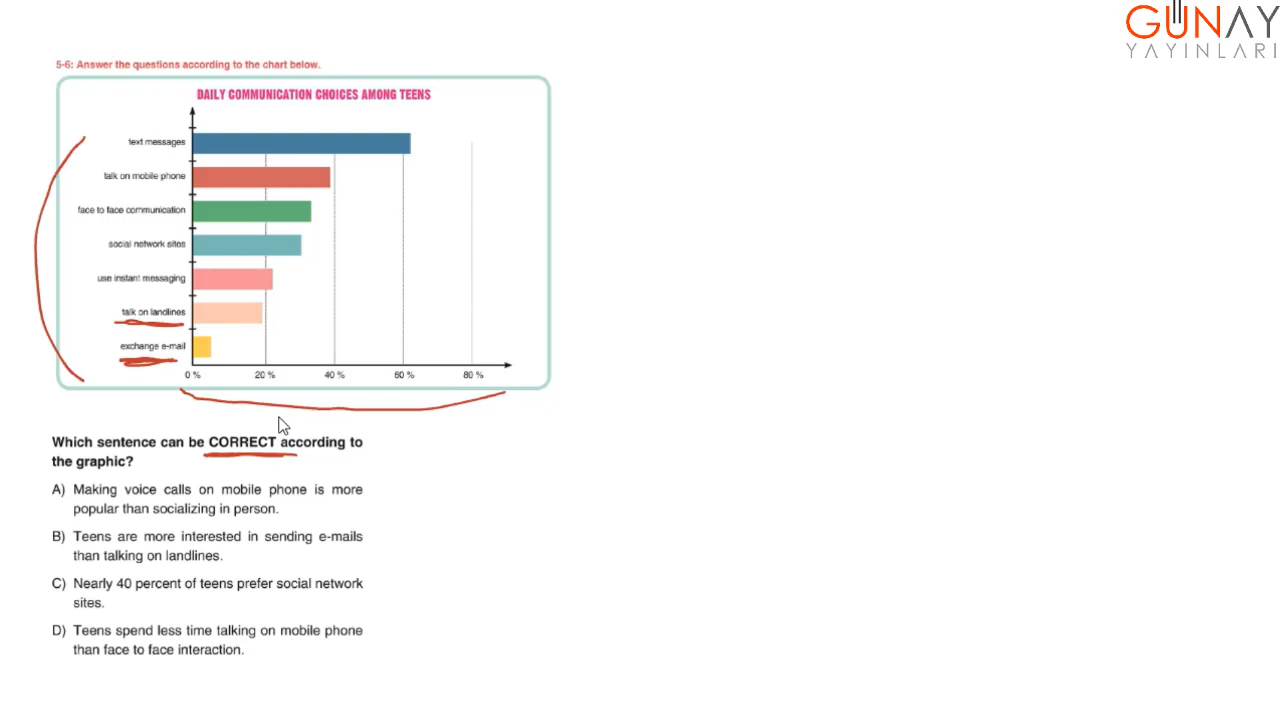 GÜNAY
YAYINLARI
5-6: Answer the questions according to the chart below.
DAILY COMMUNICATION CHOICES AMONG TEENS
text messages
talk on mobile phone
face to face communication
social network sites
use instant messaging
talk on landlines
exchange e-mail
0 % 20 % 40 % 60 % 80 %
Which sentence can be CORRECT according to
the graphic?
A) Making voice calls on mobile phone is more
popular than socializing in person.
B) Teens are more interested in sending e-mails
than talking on landlines.
C) Nearly 40 percent of teens prefer social network
sites.
D) Teens spend less time talking on mobile phone
than face to face interaction.